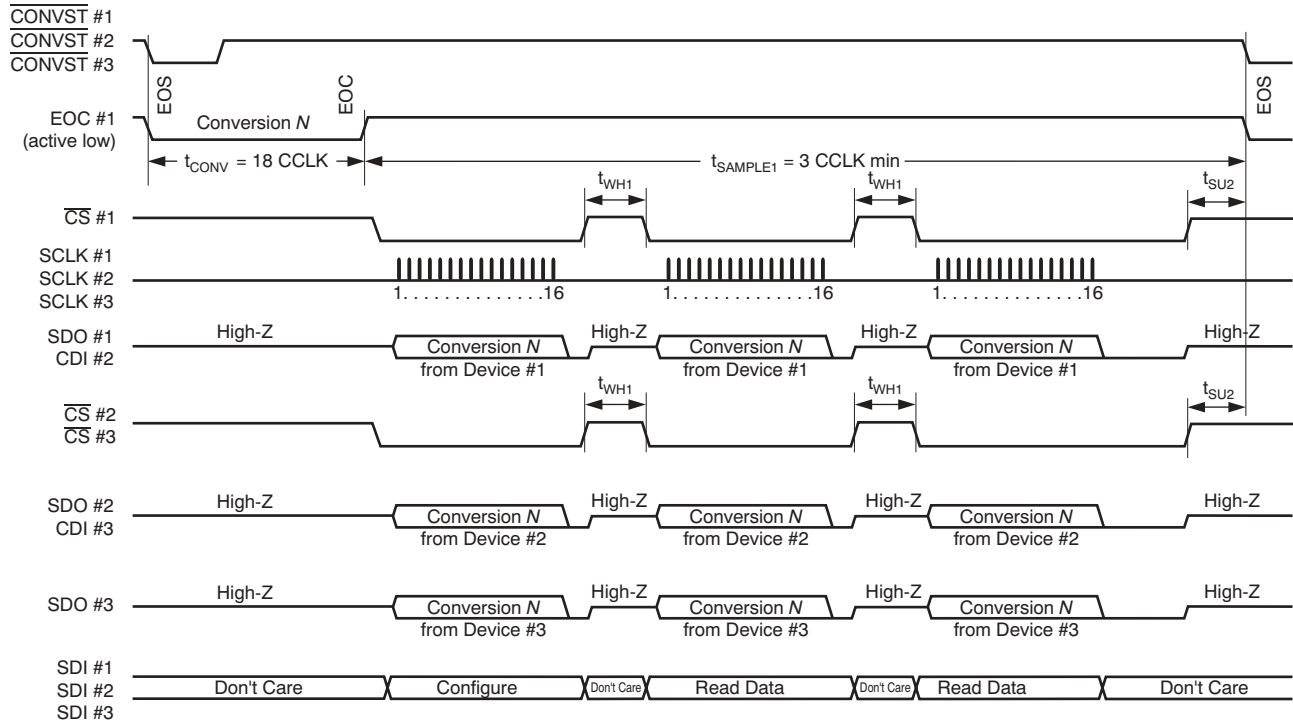 CONVST #1
CONVST #2
CONVST #3
EOS
EOC
EOS
EOC #1
(active low)
Conversion N
tCONV = 18 CCLK
tSAMPLE1 = 3 CCLK min
tWH1
tWH1
tSU2
CS #1
SCLK #1
SCLK #2
SCLK #3
1. . . . . . . . . . . . . .16
1. . . . . . . . . . . . . .16
1. . . . . . . . . . . . . .16
SDO #1
CDI #2
High-Z
Conversion N
from Device #1
High-Z
Conversion N
from Device #1
High-Z
Conversion N
from Device #1
High-Z
tWH1
tWH1
tSU2
CS #2
CS #3
SDO #2
CDI #3
High-Z
Conversion N
from Device #2
High-Z
Conversion N
from Device #2
High-Z
Conversion N
from Device #2
High-Z
SDO #3
High-Z
Conversion N
from Device #3
High-Z
Conversion N
from Device #3
High-Z
Conversion N
from Device #3
High-Z
SDI #1
SDI #2
SDI #3
Don't Care
Configure
Don't Care
Read Data
Don't Care
Read Data
Don't Care